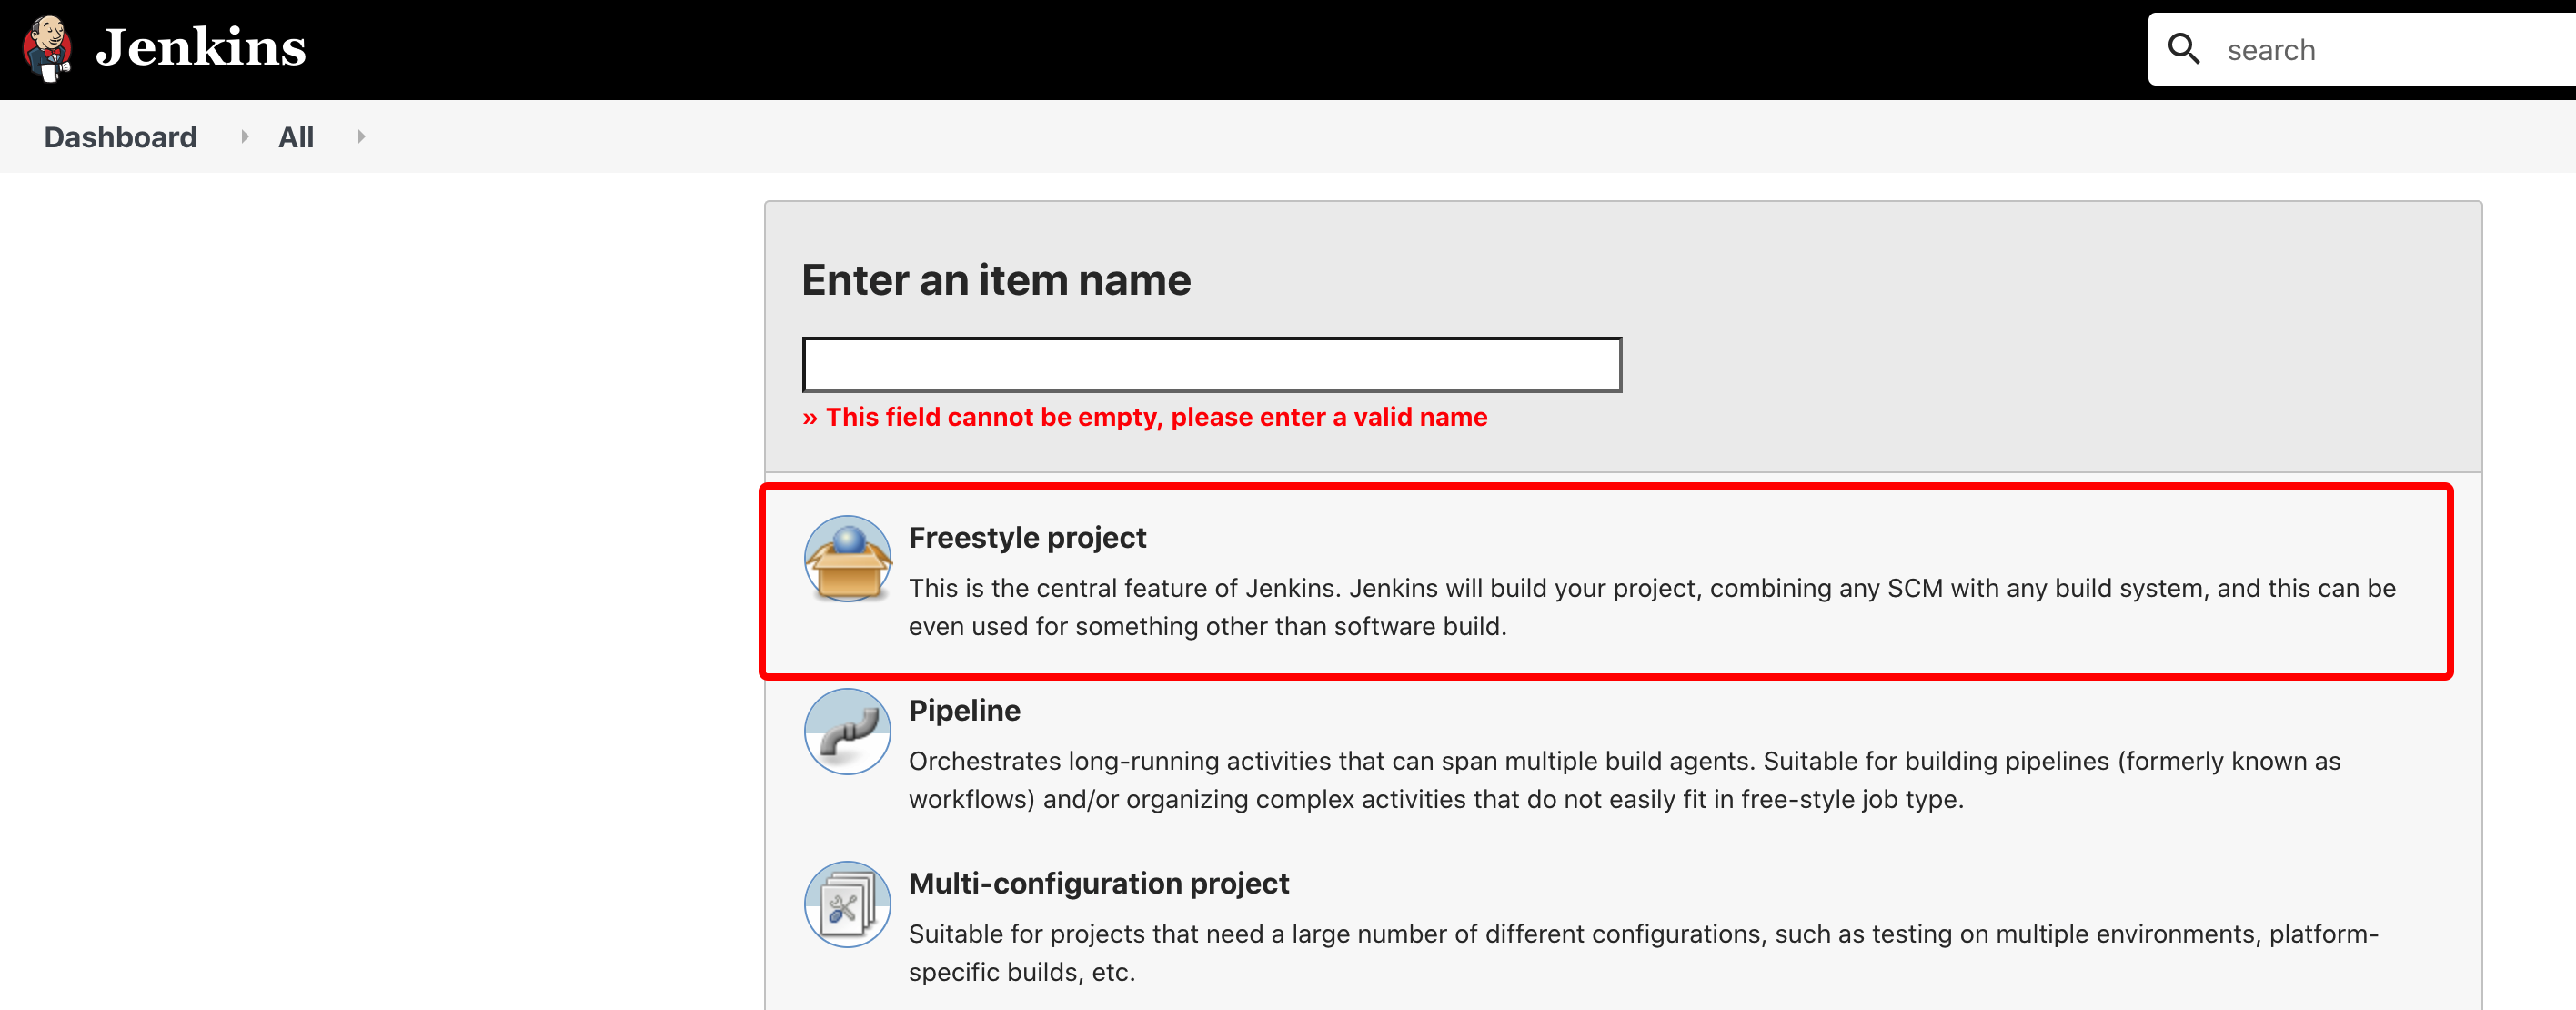 Jenkins
search
Dashboard
All
Enter an item name
» This field cannot be empty, please enter a valid name
Freestyle project
This is the central feature of Jenkins. Jenkins will build your project, combining any SCM with any build system, and this can be
even used for something other than software build.
Pipeline
Orchestrates long-running activities that can span multiple build agents. Suitable for building pipelines (formerly known as
workflows) and/or organizing complex activities that do not easily fit in free-style job type.
Multi-configuration project
Suitable for projects that need a large number of different configurations, such as testing on multiple environments, platform-
specific builds, etc.